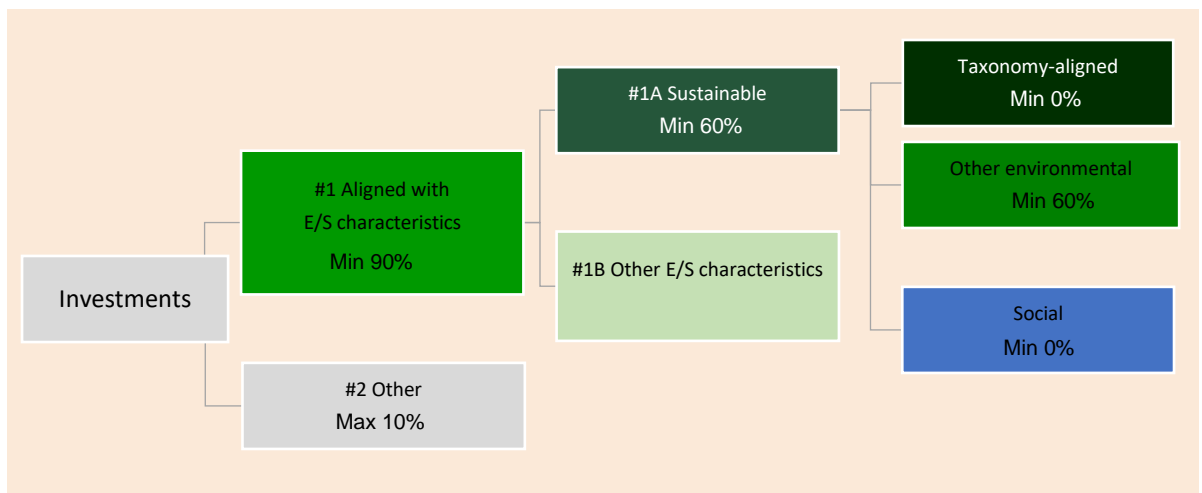 Investments
#1 Aligned with
E/S characteristics
Min 90%
#2 Other
Max 10%
#1A Sustainable
Min 60%
#1B Other E/S characteristics
Taxonomy-aligned
Min 0%
Other environmental
Min 60%
Social
Min 0%